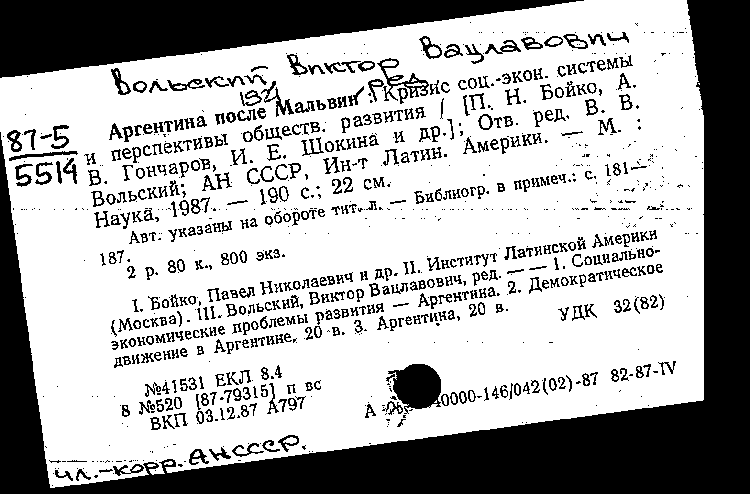 Вольский, Виктор Вацлавович
1921 ред.
87-5
5514
Аргентина после Мальвин : Кризис соц.-экон. системы
и перспективы обществ. развития / [П. Н. Бойко, А.
В. Гончаров, И. Е. Шокина и др.]; Отв. ред. В. В.
Вольский; АН СССР, Ин-т Латин. Америки. — М. :
Наука, 1987. — 190 с.; 22 см.
Авт. указаны на обороте тит. л. — Библиогр. в примеч.: с. 181—
187.
2 р. 80 к., 800 экз.
I. Бойко, Павел Николаевич и др. II. Институт Латинской Америки
(Москва). III. Вольский, Виктор Вацлавович, ред. — — 1. Социально-
экономические проблемы развития — Аргентина. 2. Демократическое
движение в Аргентине, 20 в. 3. Аргентина, 20 в.
УДК 32(82)
№41531 ЕКЛ 8.4
8 №520 [87-79315] п вс
ВКП 03.12.87 А797
А 40000-146/042(02)-87 82-87-IV
чл.-корр. АНСССР.